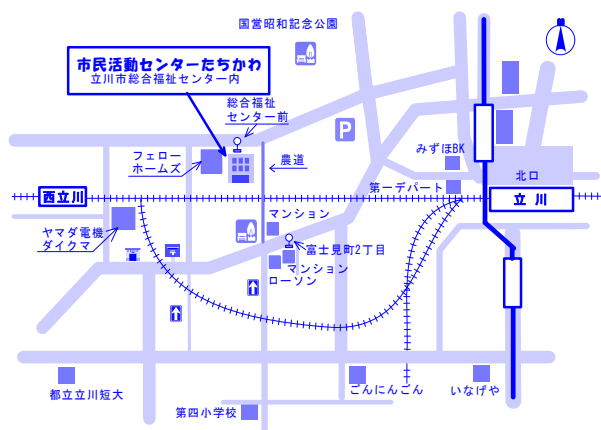 国営昭和記念公園
市民活動センターたちかわ
立川市総合福祉センター内
総合福祉
センター前
P
みずほBK
フェロー
ホームズ
農道
北口
第一デパート
西立川
立川
マンション
ヤマダ電機
ダイクマ
富士見町2丁目
マンション
ローソン
都立立川短大
ごんにんごん
いなげや
第四小学校